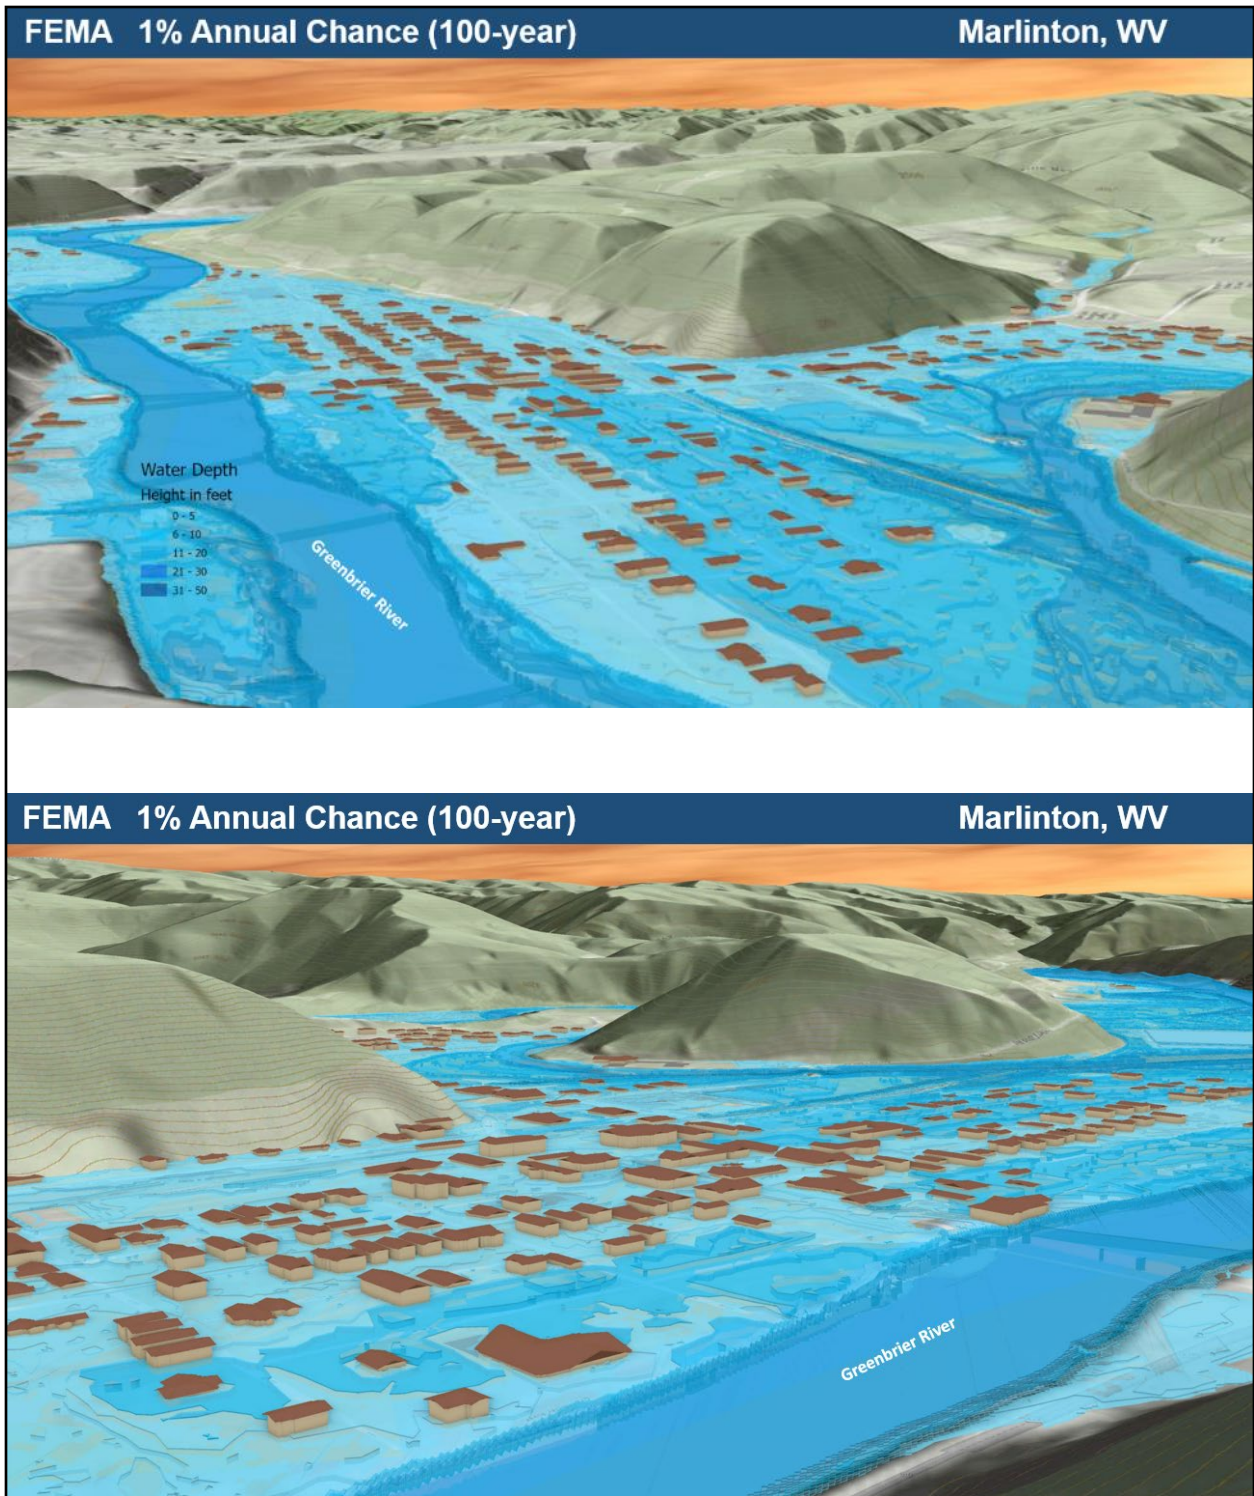 FEMA 1% Annual Chance (100-year) Marlinton, WV
Water Depth
Height in feet
0 - 5
6 - 10
11 - 20
21 - 30
31 - 50
Greenbrier River
FEMA 1% Annual Chance (100-year) Marlinton, WV
Greenbrier River